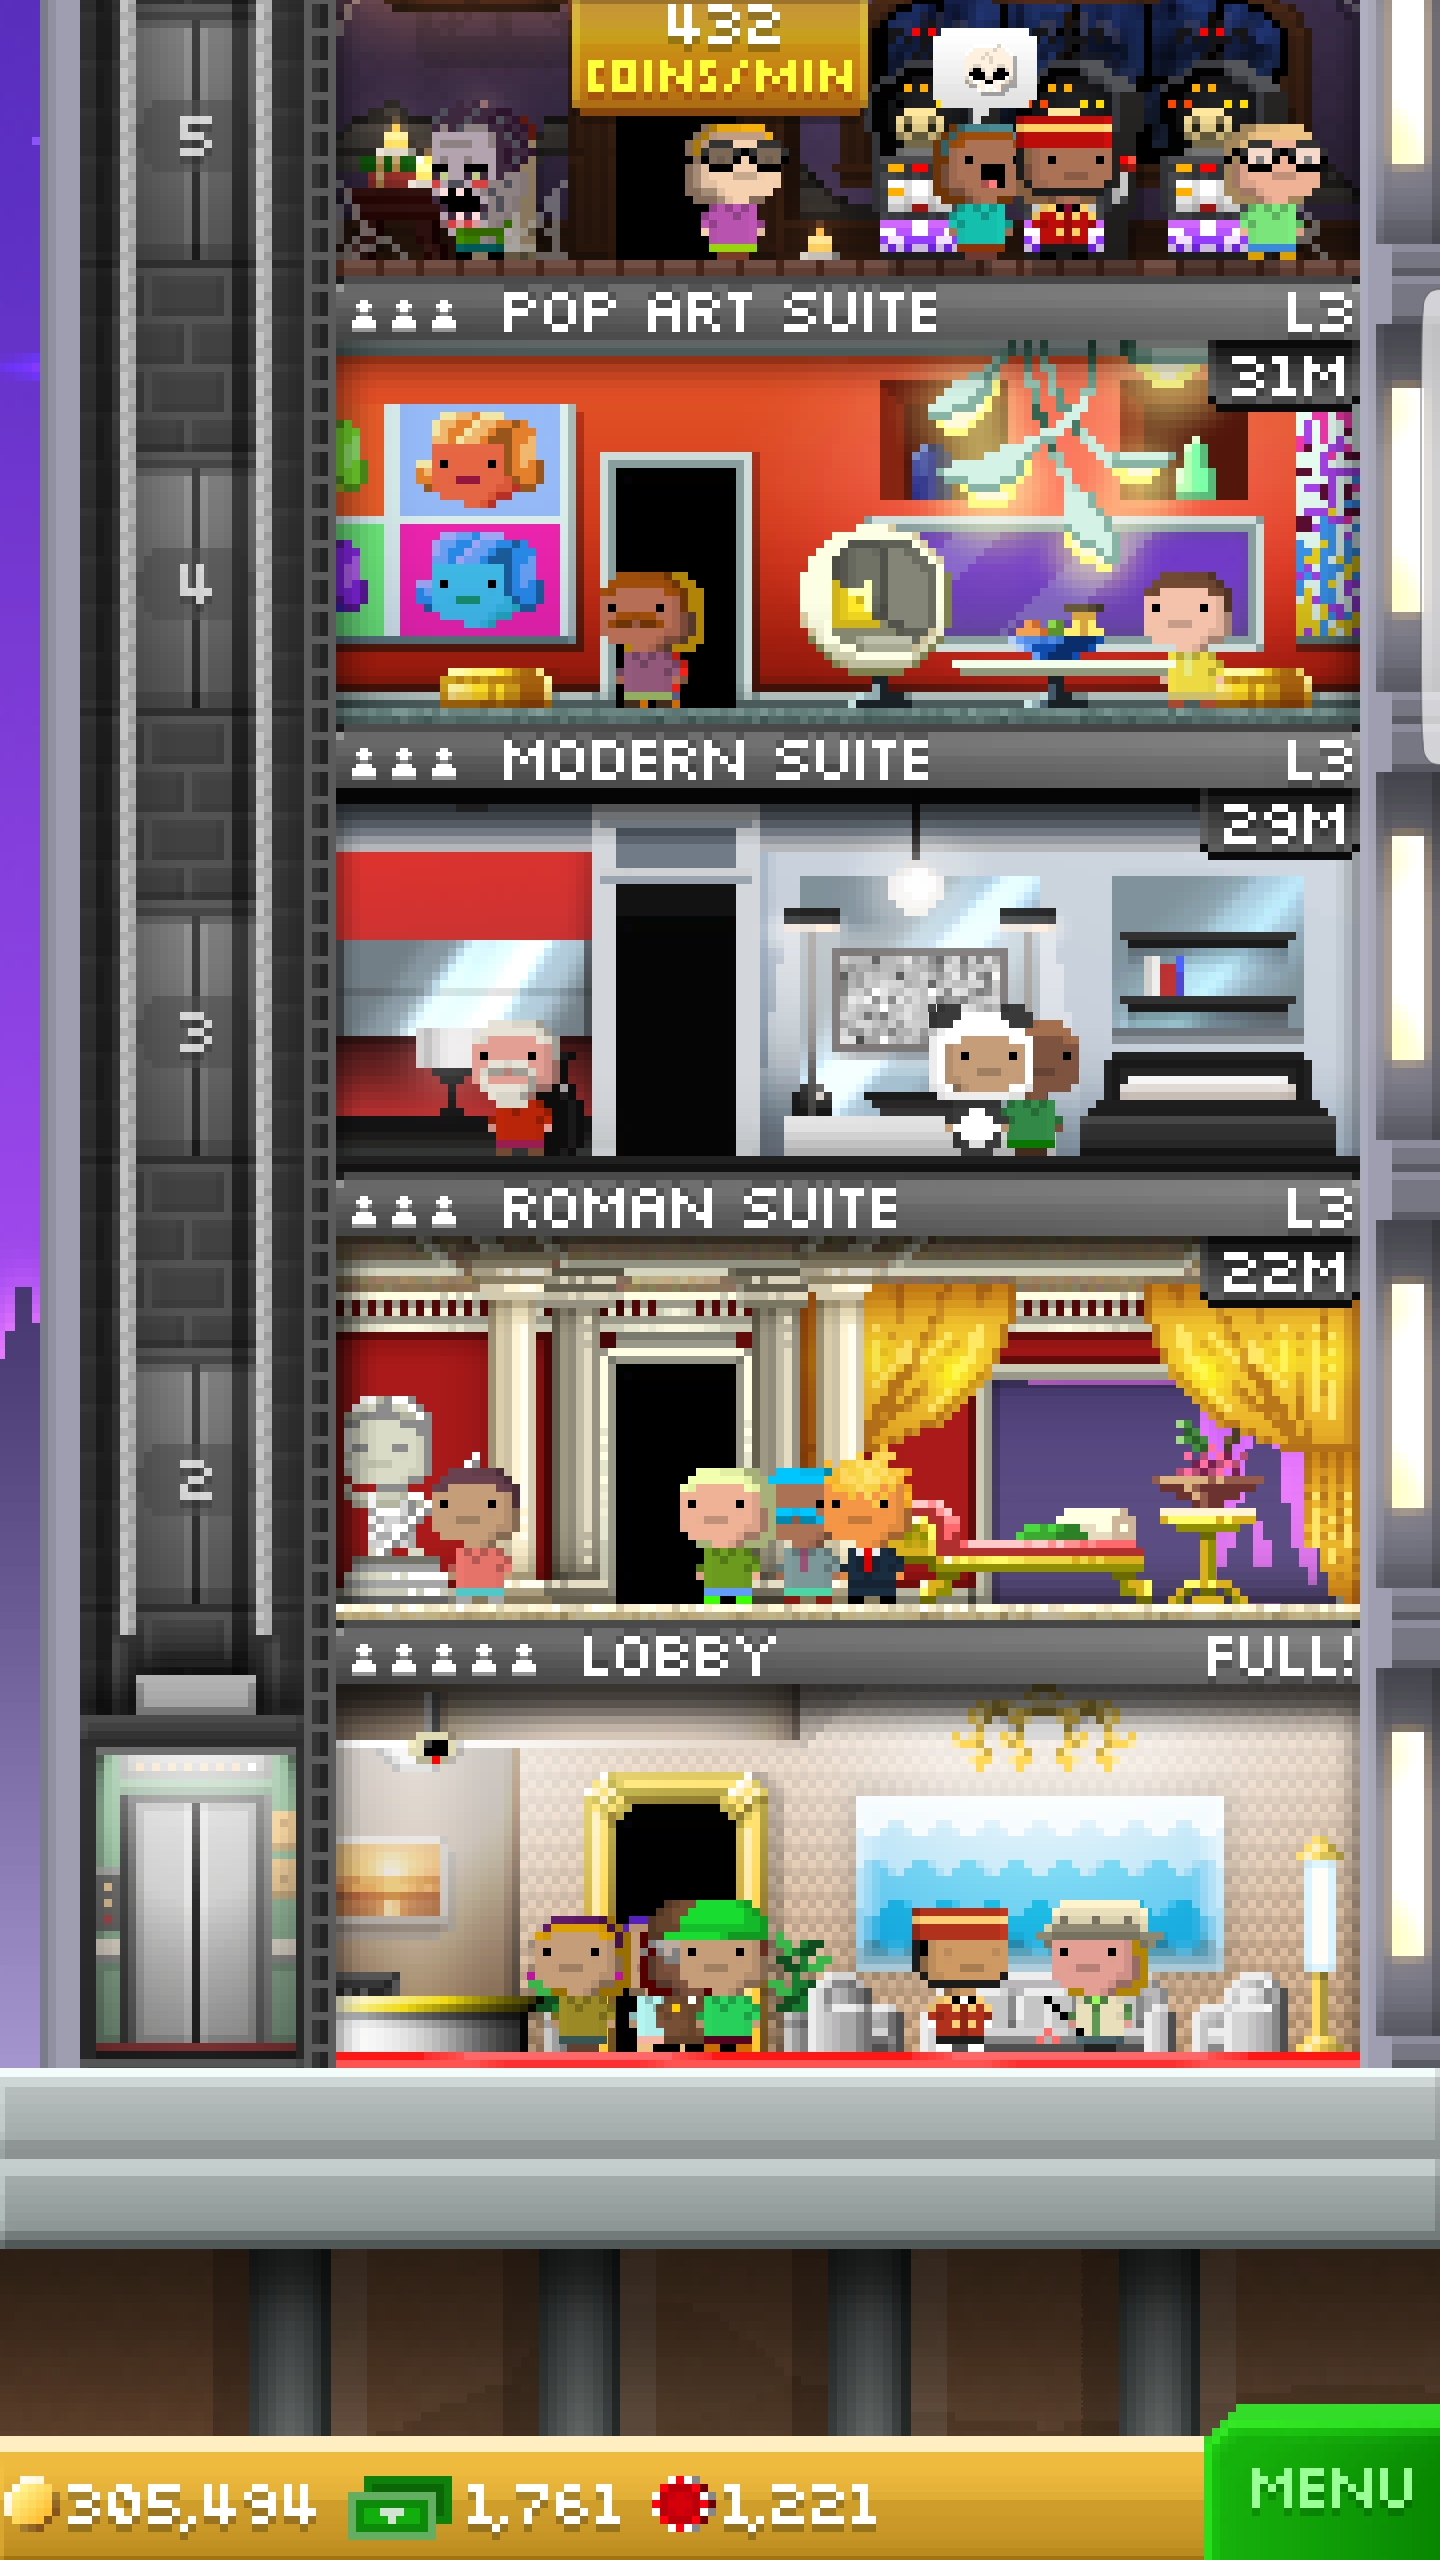 432
COINS/MIN
5
POP ART SUITE L3
31M
4
MODERN SUITE L3
29M
3
ROMAN SUITE L3
22M
2
LOBBY FULL!
305,494 1,761 1,221 MENU